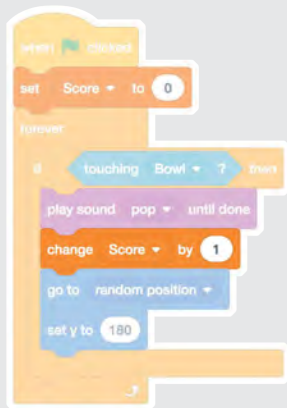 when clicked
set Score to 0
forever
if touching Bowl ? then
play sound pop until done
change Score by 1
go to random position
set y to 180